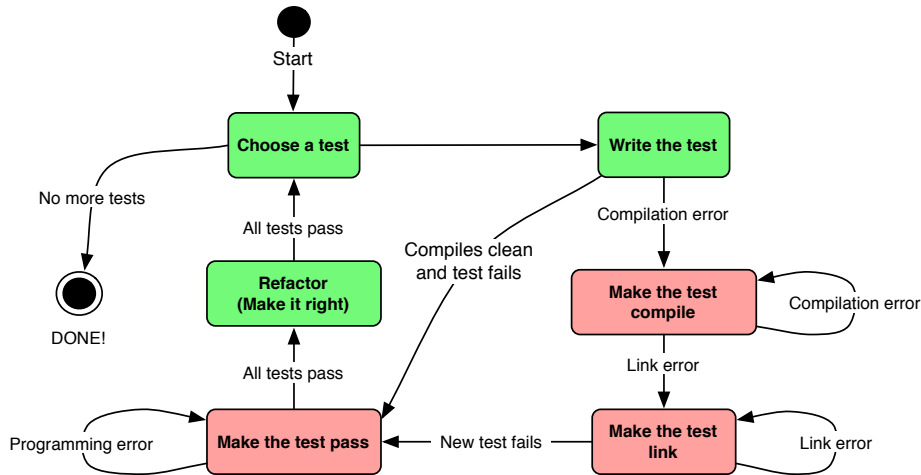 Start
Choose a test
Write the test
No more tests
All tests pass
Compilation error
Compiles clean
and test fails
Refactor
(Make it right)
Make the test
compile
Compilation error
DONE!
All tests pass
Link error
Programming error
Make the test pass
New test fails
Make the test
link
Link error